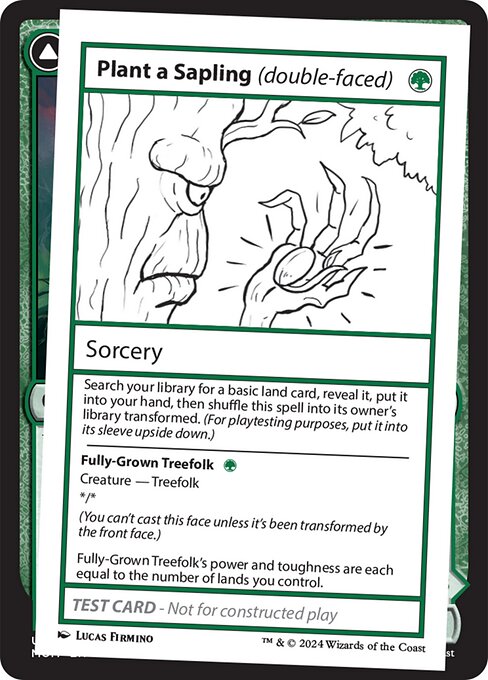 Plant a Sapling (double-faced)
Sorcery
Search your library for a basic land card, reveal it, put it
into your hand, then shuffle this spell into its owner's
library transformed. (For playtesting purposes, put it into
its sleeve upside down.)
Fully-Grown Treefolk
Creature — Treefolk
*/*
(You can't cast this face unless it's been transformed by
the front face.)
Fully-Grown Treefolk's power and toughness are each
equal to the number of lands you control.
TEST CARD - Not for constructed play
Lucas Firmino
™ & © 2024 Wizards of the Coast